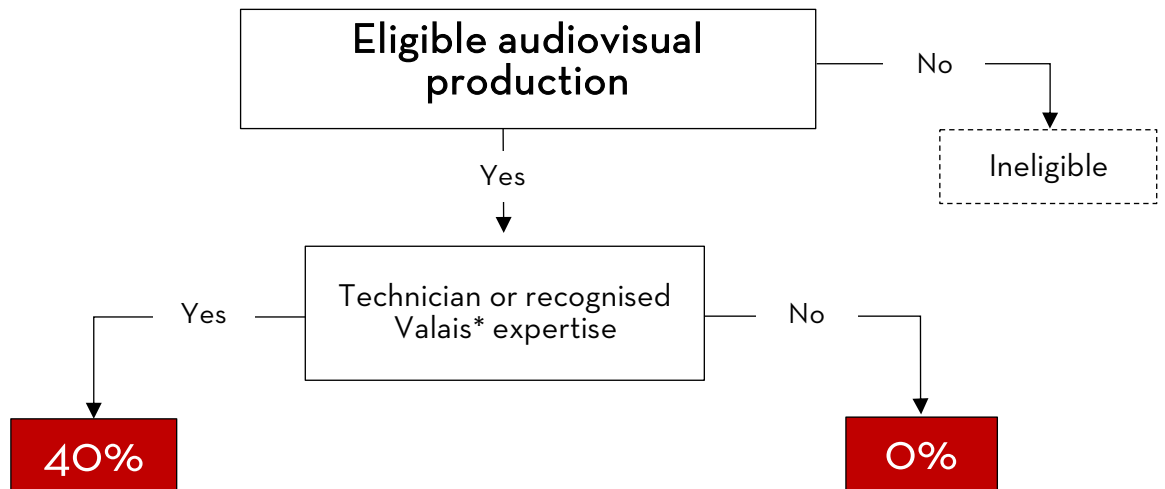 Eligible audiovisual
production
No
Ineligible
Yes
Technician or recognised
Valais* expertise
Yes
No
40%
0%